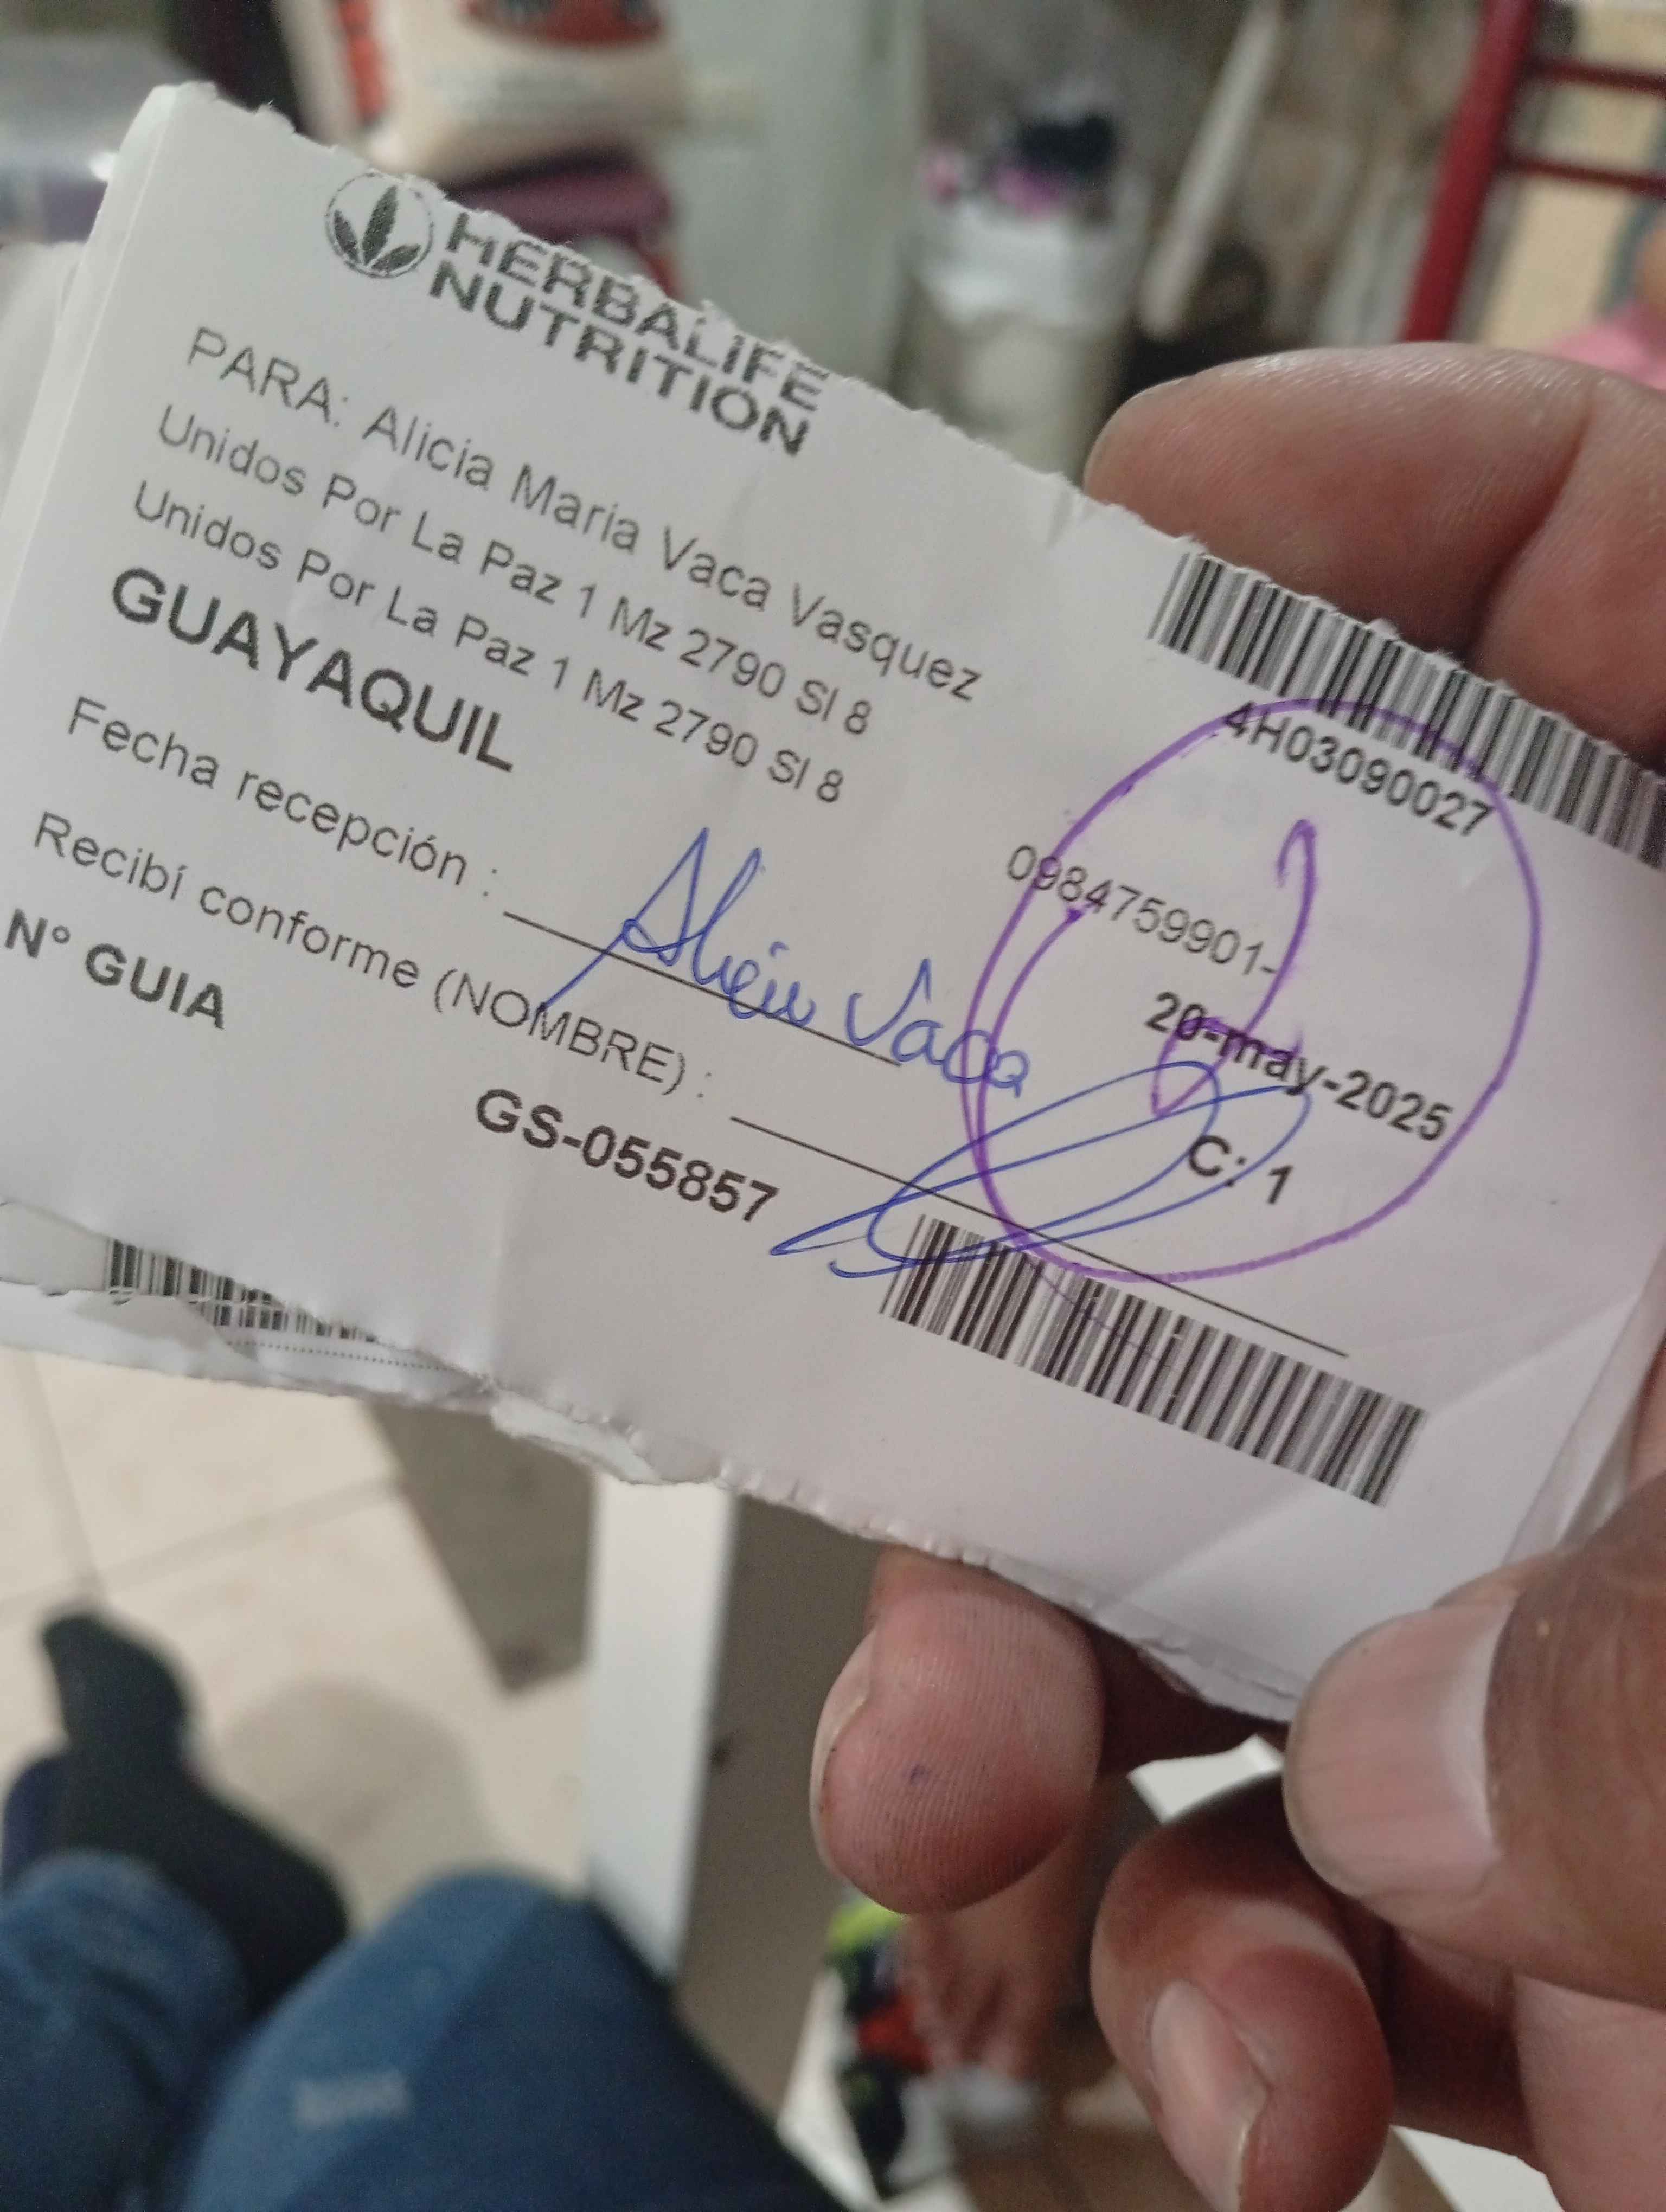 HERBALIFE
NUTRITION
PARA: Alicia Maria Vaca Vasquez
Unidos Por La Paz 1 Mz 2790 Sl 8
Unidos Por La Paz 1 Mz 2790 Sl 8
GUAYAQUIL
4H03090027
0984759901-
Fecha recepción :
20-may-2025
Recibí conforme (NOMBRE) :
Alicia Vaca
C: 1
N° GUIA
GS-055857